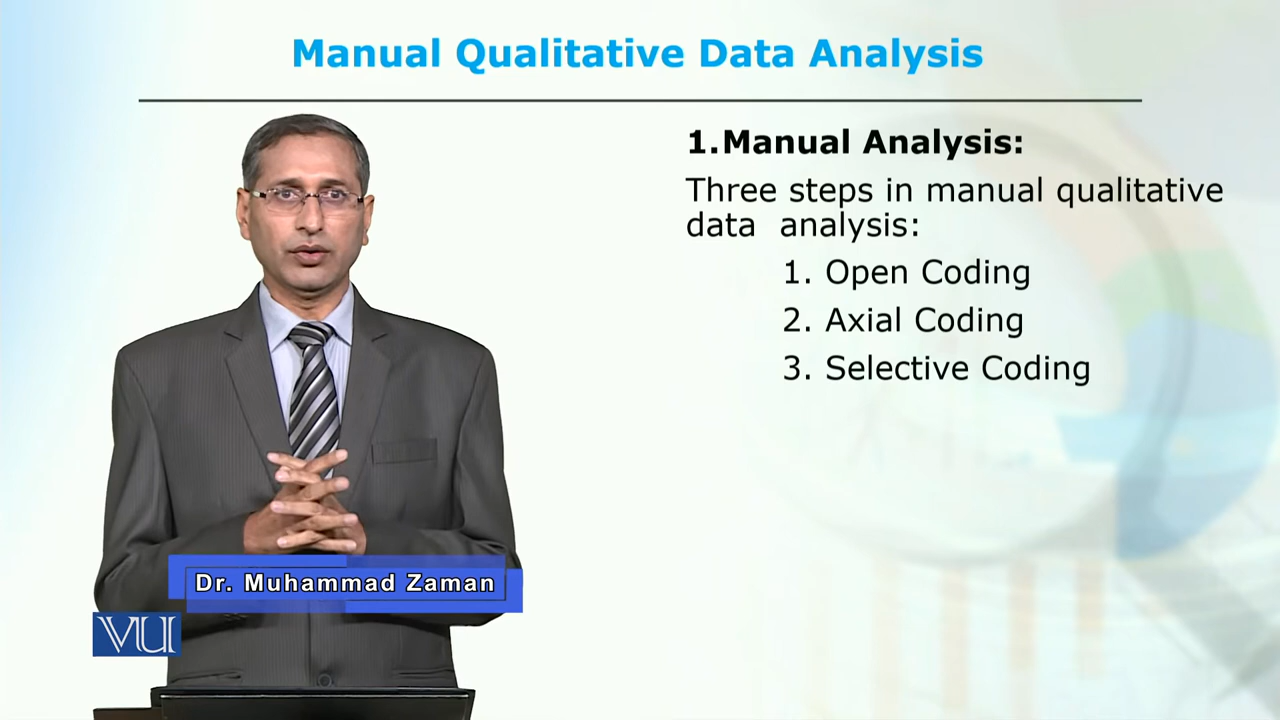 Manual Qualitative Data Analysis
1.Manual Analysis:
Three steps in manual qualitative
data analysis:
1. Open Coding
2. Axial Coding
3. Selective Coding
Dr. Muhammad Zaman
VU